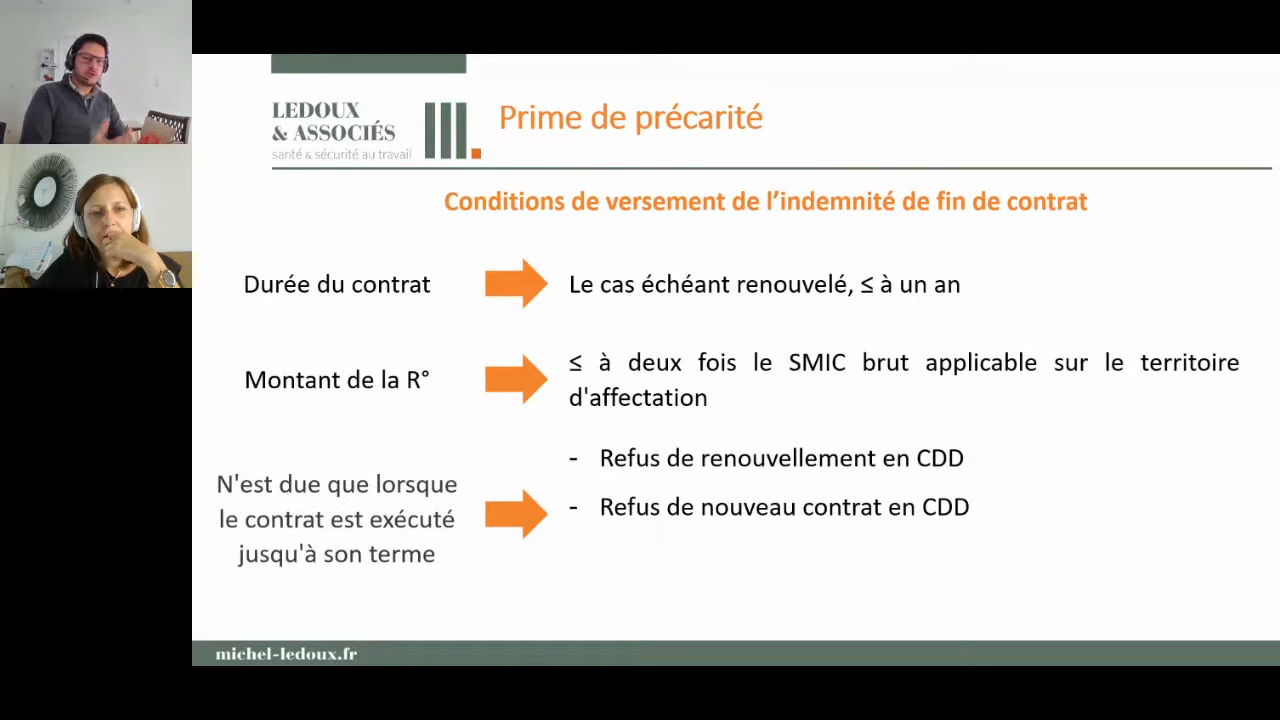 LEDOUX
& ASSOCIÉS
santé & sécurité au travail
Prime de précarité
Conditions de versement de l’indemnité de fin de contrat
Durée du contrat
Le cas échéant renouvelé, ≤ à un an
Montant de la R°
≤ à deux fois le SMIC brut applicable sur le territoire
d'affectation
N'est due que lorsque
le contrat est exécuté
jusqu'à son terme
- Refus de renouvellement en CDD
- Refus de nouveau contrat en CDD
michel-ledoux.fr